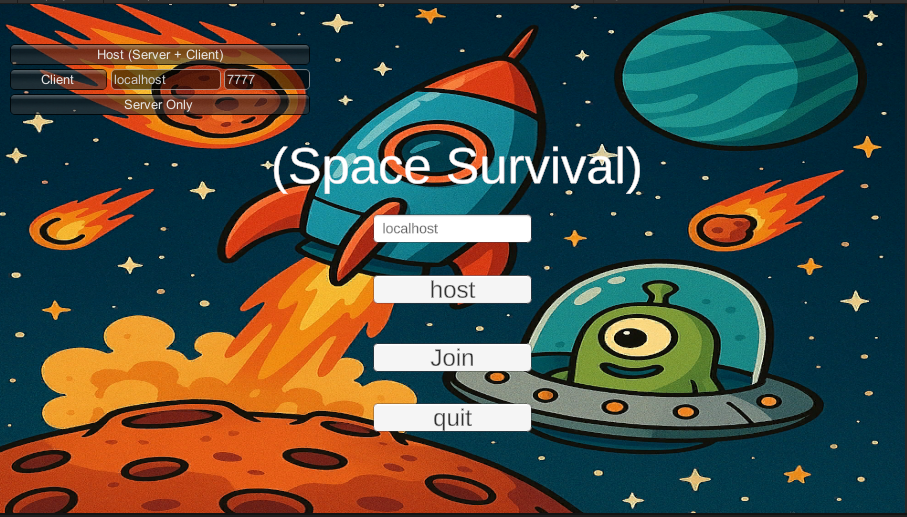 Host (Server + Client)
Client localhost 7777
Server Only
(Space Survival)
localhost
host
Join
quit